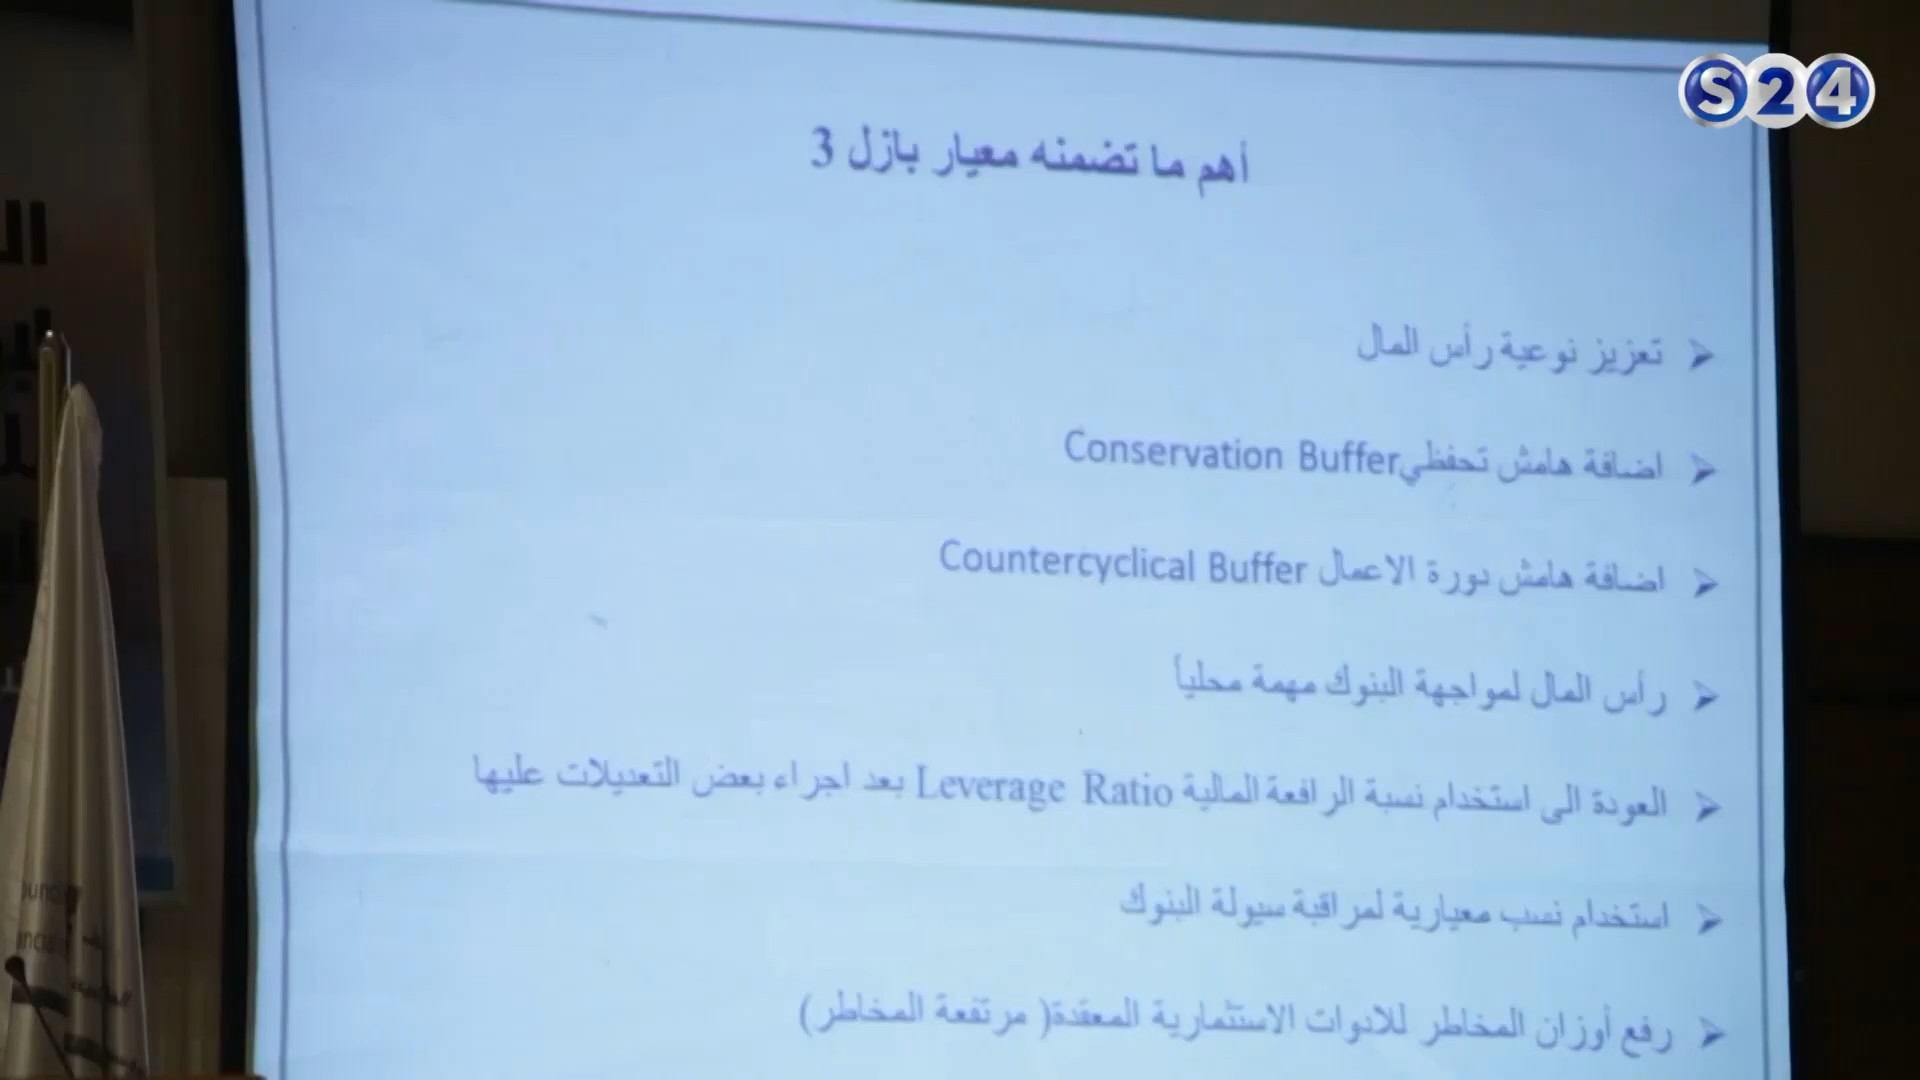 S24
أهم ما تضمنه معيار بازل 3
تعزيز نوعية رأس المال
اضافة هامش تحفظي Conservation Buffer
اضافة هامش دورة الاعمال Countercyclical Buffer
رأس المال لمواجهة البنوك مهمة محلياً
العودة الى استخدام نسبة الرافعة المالية Leverage Ratio بعد اجراء بعض التعديلات عليها
استخدام نسب معيارية لمراقبة سيولة البنوك
رفع أوزان المخاطر للادوات الاستثمارية المعقدة( مرتفعة المخاطر)